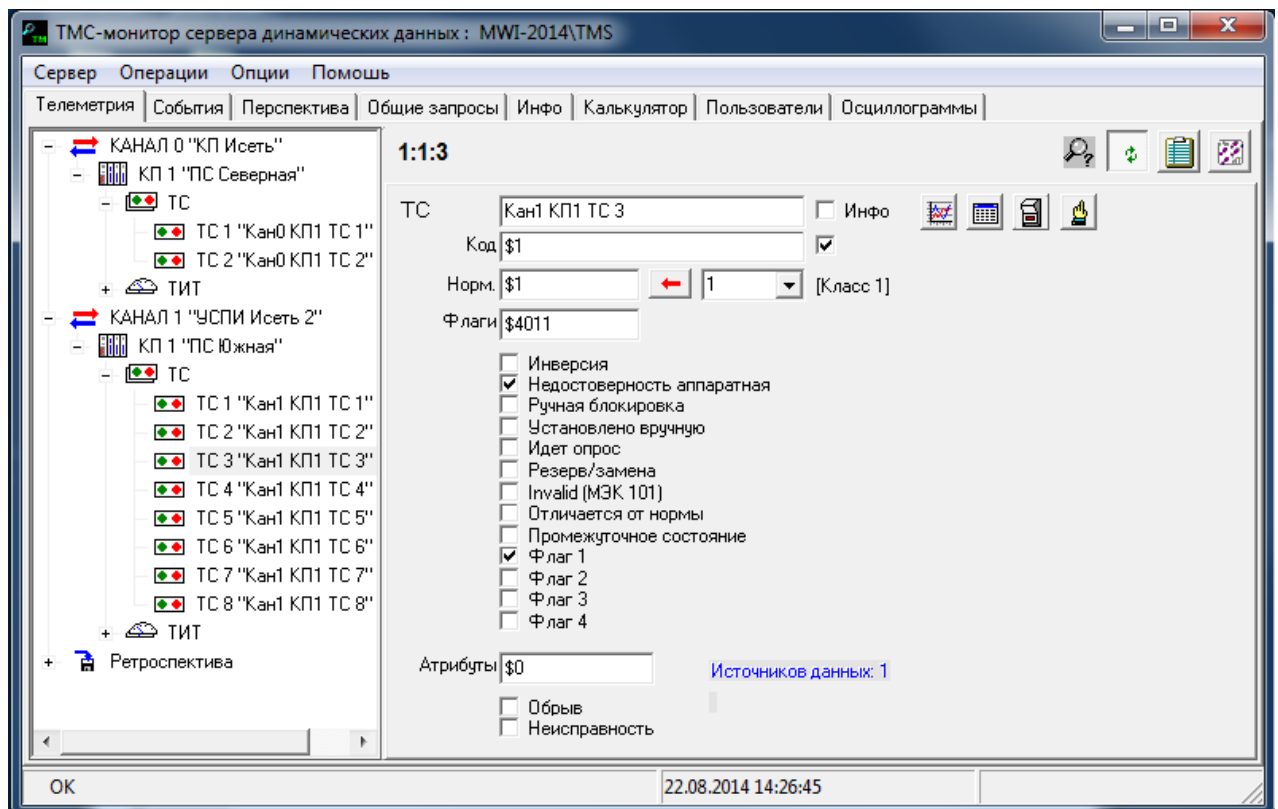 ТМС-монитор сервера динамических данных : MWI-2014\TMS
Сервер Операции Опции Помошь
Телеметрия События Перспектива Общие запросы Инфо Калькулятор Пользователи Осциллограммы
КАНАЛ 0 "КП Исеть"
КП 1 "ПС Северная"
ТС
ТС 1 "Кан0 КП1 ТС 1"
ТС 2 "Кан0 КП1 ТС 2"
ТИТ
КАНАЛ 1 "УСПИ Исеть 2"
КП 1 "ПС Южная"
ТС
ТС 1 "Кан1 КП1 ТС 1"
ТС 2 "Кан1 КП1 ТС 2"
ТС 3 "Кан1 КП1 ТС 3"
ТС 4 "Кан1 КП1 ТС 4"
ТС 5 "Кан1 КП1 ТС 5"
ТС 6 "Кан1 КП1 ТС 6"
ТС 7 "Кан1 КП1 ТС 7"
ТС 8 "Кан1 КП1 ТС 8"
ТИТ
Ретроспектива
1:1:3
ТС Кан1 КП1 ТС 3 Инфо
Код $1
Норм. $1 1 [Класс 1]
Флаги $4011
Инверсия
Недостоверность аппаратная
Ручная блокировка
Установлено вручную
Идет опрос
Резерв/замена
Invalid (МЭК 101)
Отличается от нормы
Промежуточное состояние
Флаг 1
Флаг 2
Флаг 3
Флаг 4
Атрибуты $0 Источников данных: 1
Обрыв
Неисправность
OK 22.08.2014 14:26:45